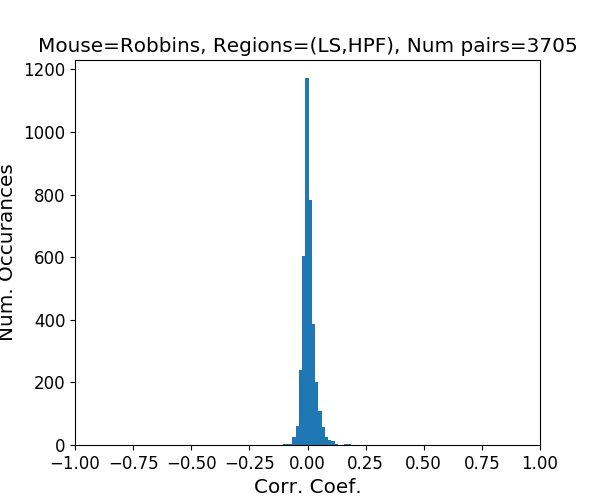 Mouse=Robbins, Regions=(LS,HPF), Num pairs=3705
1200
1000
800
600
400
200
0
Num. Occurances
−1.00 −0.75 −0.50 −0.25 0.00 0.25 0.50 0.75 1.00
Corr. Coef.